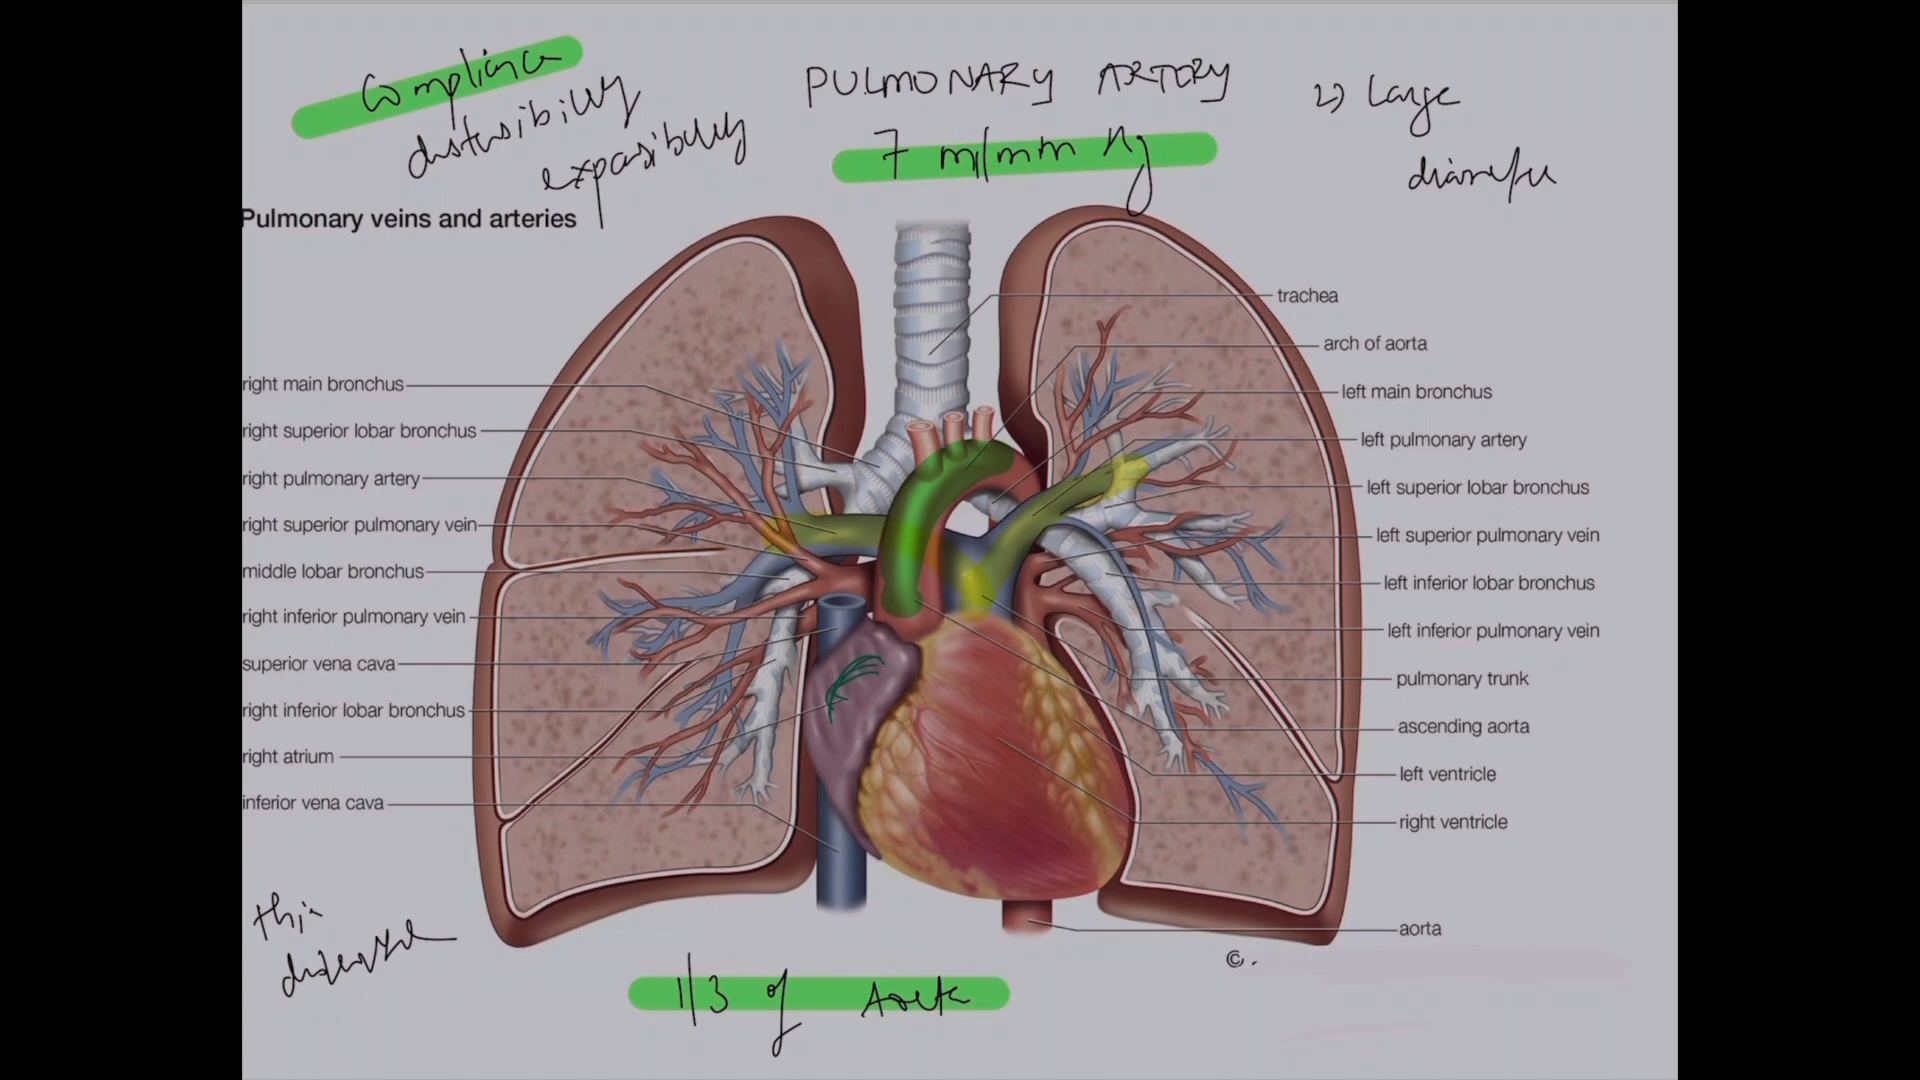 Compliance
distensibility
expansibility
PULMONARY ARTERY
7 ml/mm Hg
2) Large
diameter
Pulmonary veins and arteries
trachea
arch of aorta
left main bronchus
left pulmonary artery
left superior lobar bronchus
left superior pulmonary vein
left inferior lobar bronchus
left inferior pulmonary vein
pulmonary trunk
ascending aorta
left ventricle
right ventricle
aorta
right main bronchus
right superior lobar bronchus
right pulmonary artery
right superior pulmonary vein
middle lobar bronchus
right inferior pulmonary vein
superior vena cava
right inferior lobar bronchus
right atrium
inferior vena cava
thin
©.
1/3 of Aorta